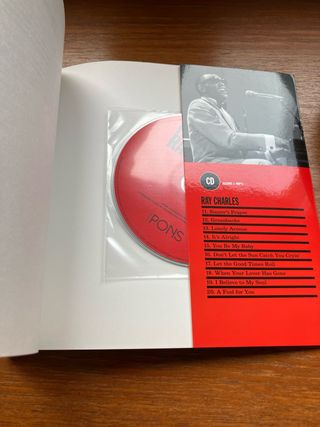 CD
RAY CHARLES
11. Sinner's Prayer
12. Greenbacks
13. Lonely Avenue
14. It's Alright
15. You Be My Baby
16. Don't Let the Sun Catch You Cryin'
17. Let the Good Times Roll
18. When Your Lover Has Gone
19. I Believe to My Soul
20. A Fool for You
PONS